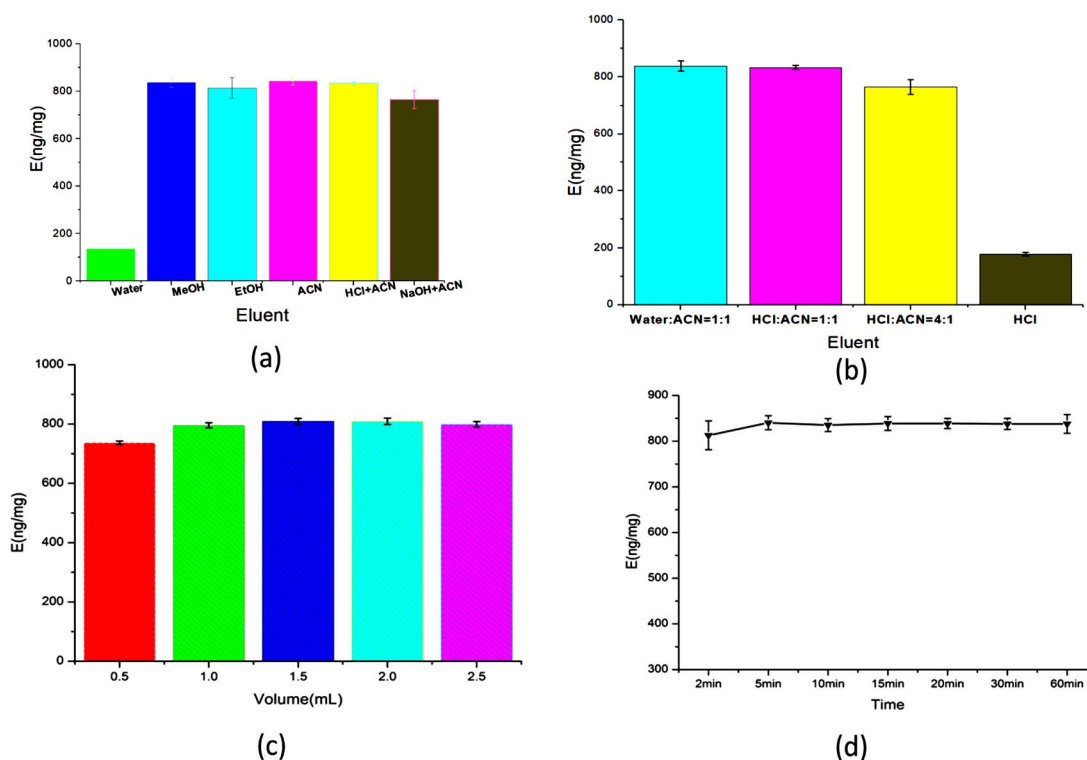 1000
800
600
400
200
0
E(ng/mg)
Water MeOH EtOH ACN HCl+ACN NaOH+ACN
Eluent
(a)
1000
800
600
400
200
0
E(ng/mg)
Water:ACN=1:1 HCl:ACN=1:1 HCl:ACN=4:1 HCl
Eluent
(b)
1000
800
600
400
200
0
E(ng/mg)
0.5 1.0 1.5 2.0 2.5
Volume(mL)
(c)
900
800
700
600
500
400
300
E(ng/mg)
2min 5min 10min 15min 20min 30min 60min
Time
(d)